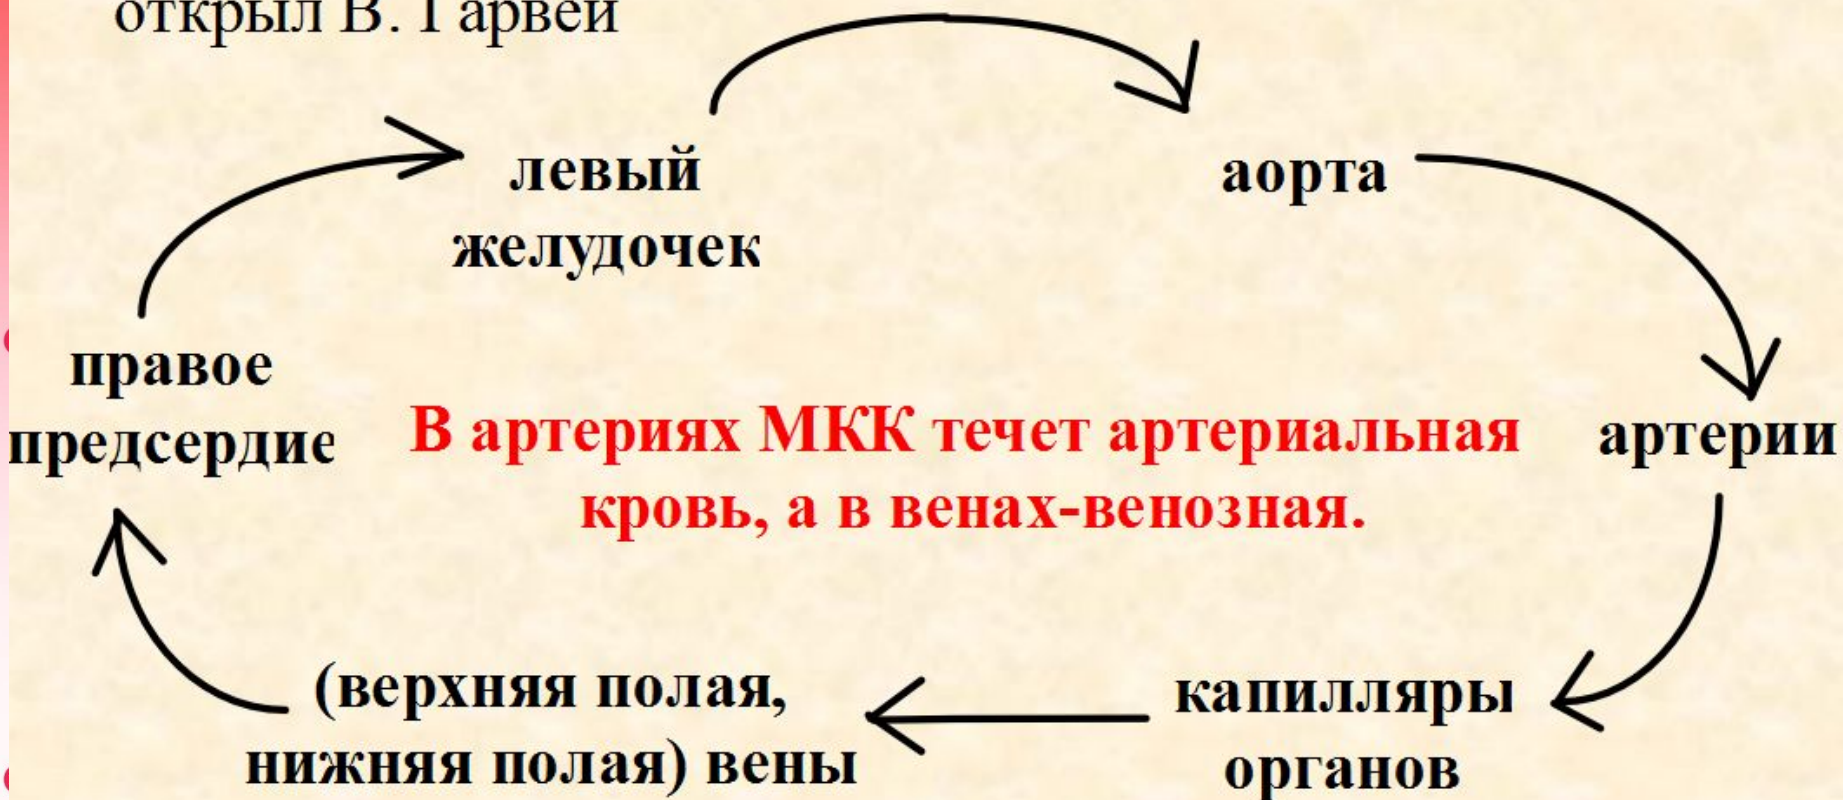 открыл В. Гарвей
левый
желудочек
аорта
правое
предсердие
В артериях МКК течет артериальная
кровь, а в венах-венозная.
артерии
(верхняя полая,
нижняя полая) вены
капилляры
органов